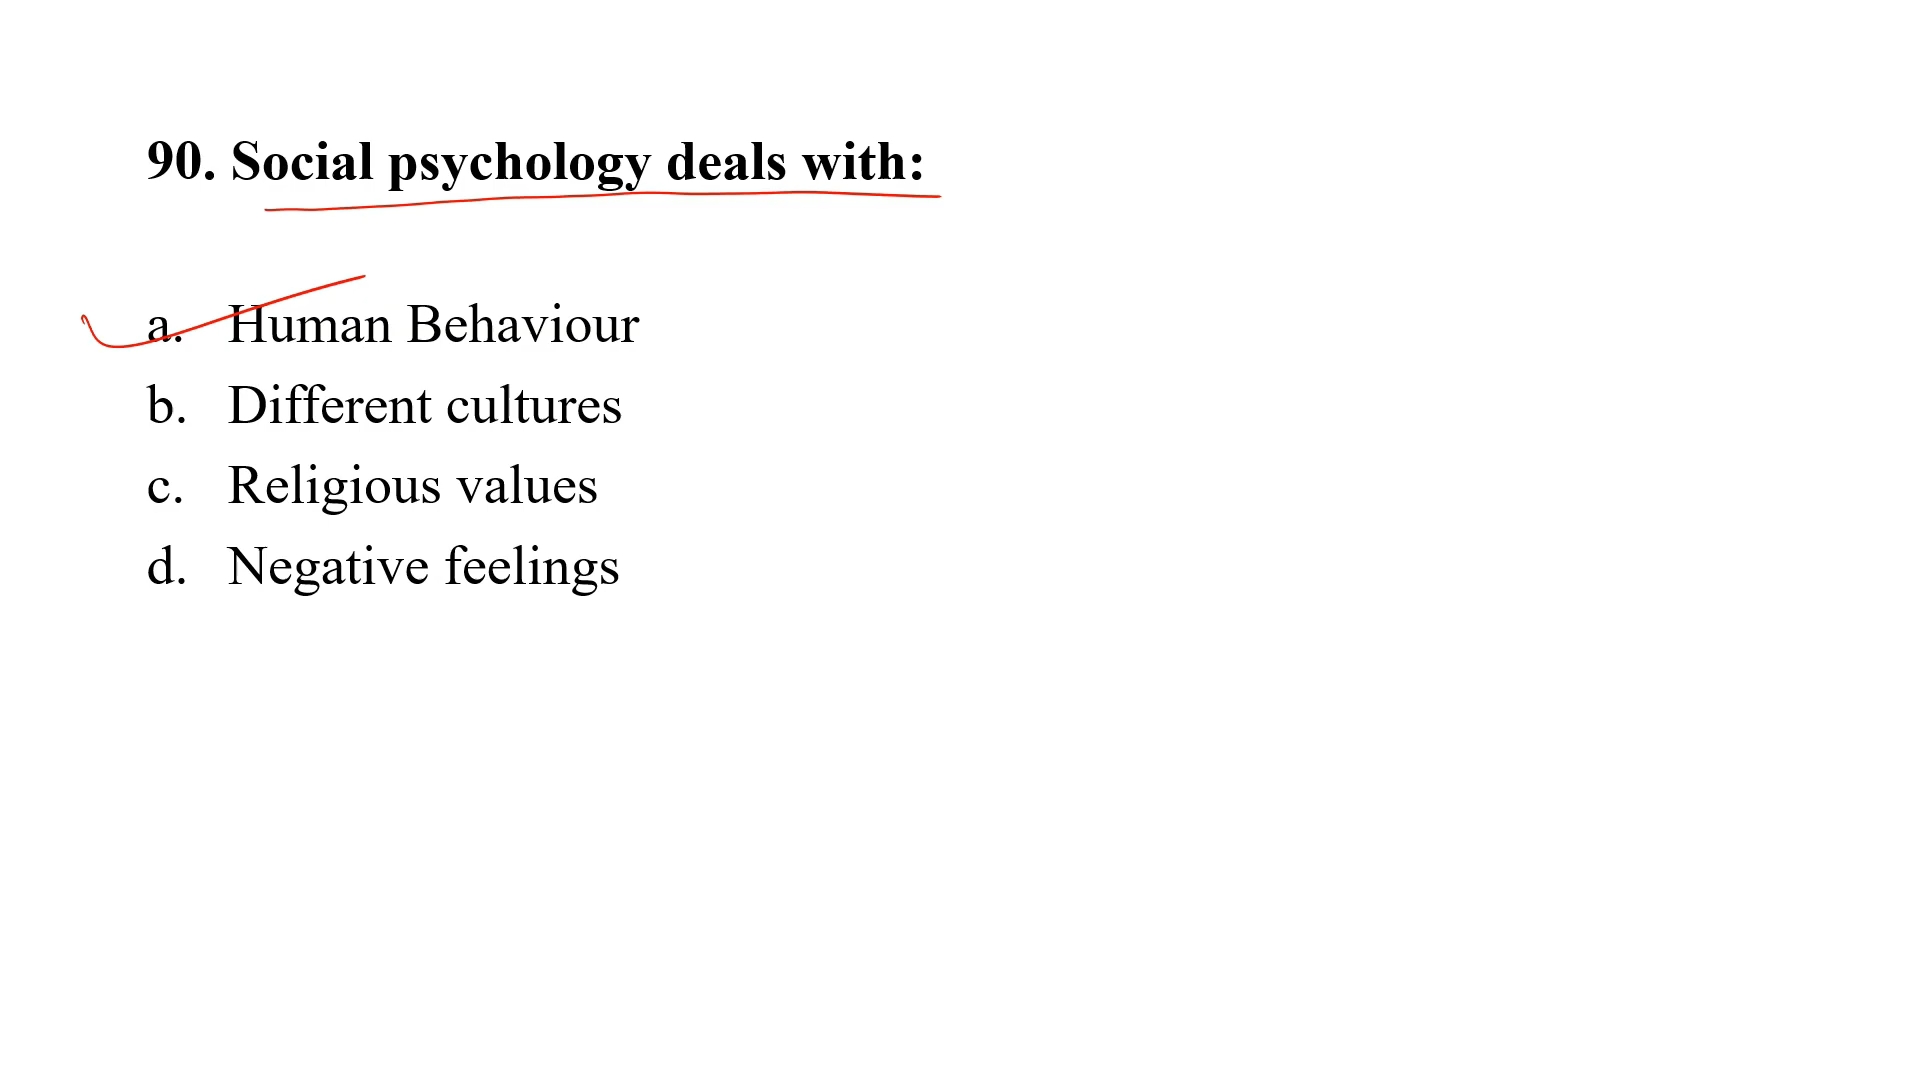 90. Social psychology deals with:
a. Human Behaviour
b. Different cultures
c. Religious values
d. Negative feelings